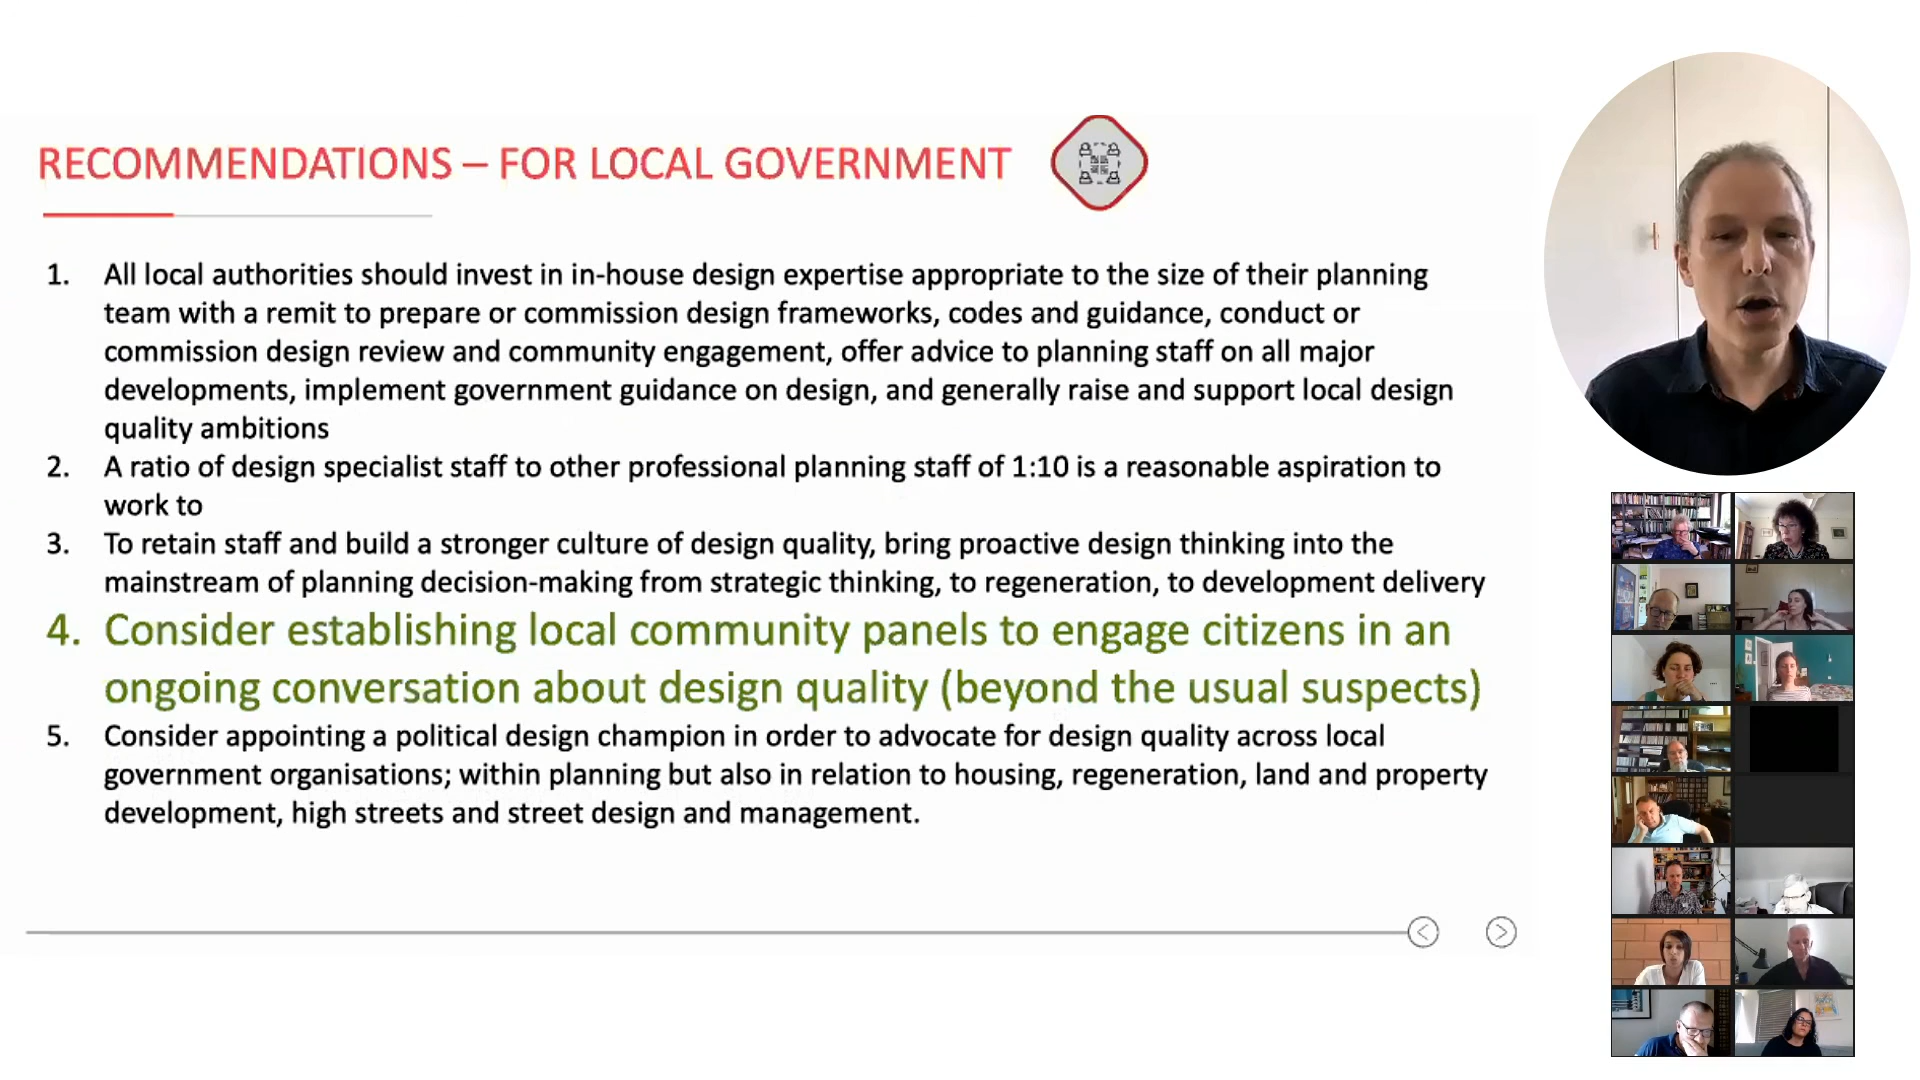 RECOMMENDATIONS – FOR LOCAL GOVERNMENT
1. All local authorities should invest in in-house design expertise appropriate to the size of their planning
team with a remit to prepare or commission design frameworks, codes and guidance, conduct or
commission design review and community engagement, offer advice to planning staff on all major
developments, implement government guidance on design, and generally raise and support local design
quality ambitions
2. A ratio of design specialist staff to other professional planning staff of 1:10 is a reasonable aspiration to
work to
3. To retain staff and build a stronger culture of design quality, bring proactive design thinking into the
mainstream of planning decision-making from strategic thinking, to regeneration, to development delivery
4. Consider establishing local community panels to engage citizens in an
ongoing conversation about design quality (beyond the usual suspects)
5. Consider appointing a political design champion in order to advocate for design quality across local
government organisations; within planning but also in relation to housing, regeneration, land and property
development, high streets and street design and management.